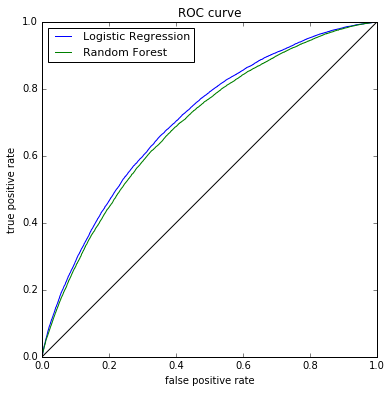 ROC curve
Logistic Regression
Random Forest
true positive rate
1.0
0.8
0.6
0.4
0.2
0.0
0.0 0.2 0.4 0.6 0.8 1.0
false positive rate